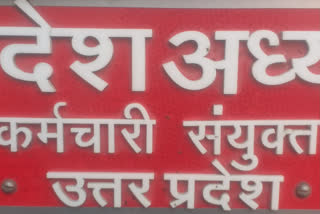 देश अध्य
कर्मचारी संयुक्त
उत्तर प्रदेश